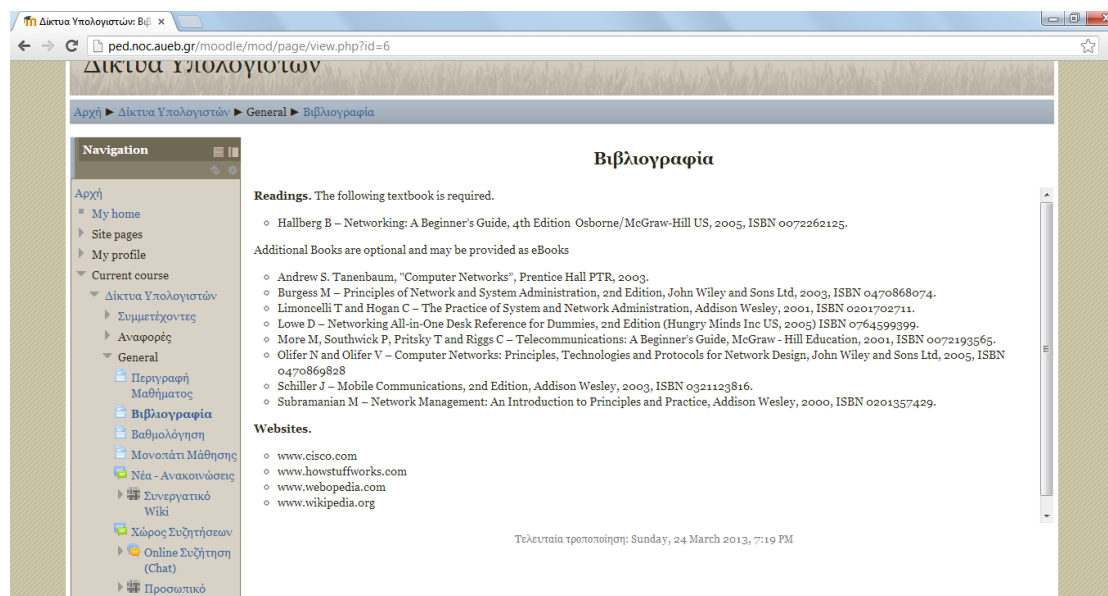 Δίκτυα Υπολογιστών: Βιβ
ped.noc.aueb.gr/moodle/mod/page/view.php?id=6
Δίκτυα Υπολογιστών
Αρχή ► Δίκτυα Υπολογιστών ► General ► Βιβλιογραφία
Navigation
Αρχή
My home
Site pages
My profile
Current course
Δίκτυα Υπολογιστών
Συμμετέχοντες
Αναφορές
General
Περιγραφή
Μαθήματος
Βιβλιογραφία
Βαθμολόγηση
Μονοπάτι Μάθησης
Νέα - Ανακοινώσεις
Συνεργατικό
Wiki
Χώρος Συζητήσεων
Online Συζήτηση
(Chat)
Προσωπικό
Βιβλιογραφία
Readings. The following textbook is required.
Hallberg B – Networking: A Beginner's Guide, 4th Edition Osborne/McGraw-Hill US, 2005, ISBN 0072262125.
Additional Books are optional and may be provided as eBooks
Andrew S. Tanenbaum, "Computer Networks", Prentice Hall PTR, 2003.
Burgess M – Principles of Network and System Administration, 2nd Edition, John Wiley and Sons Ltd, 2003, ISBN 0470868074.
Limoncelli T and Hogan C – The Practice of System and Network Administration, Addison Wesley, 2001, ISBN 0201702711.
Lowe D – Networking All-in-One Desk Reference for Dummies, 2nd Edition (Hungry Minds Inc US, 2005) ISBN 0764599399.
More M, Southwick P, Pritsky T and Riggs C – Telecommunications: A Beginner's Guide, McGraw - Hill Education, 2001, ISBN 0072193565.
Olifer N and Olifer V – Computer Networks: Principles, Technologies and Protocols for Network Design, John Wiley and Sons Ltd, 2005, ISBN
0470869828
Schiller J – Mobile Communications, 2nd Edition, Addison Wesley, 2003, ISBN 0321123816.
Subramanian M – Network Management: An Introduction to Principles and Practice, Addison Wesley, 2000, ISBN 0201357429.
Websites.
www.cisco.com
www.howstuffworks.com
www.webopedia.com
www.wikipedia.org
Τελευταία τροποποίηση: Sunday, 24 March 2013, 7:19 PM